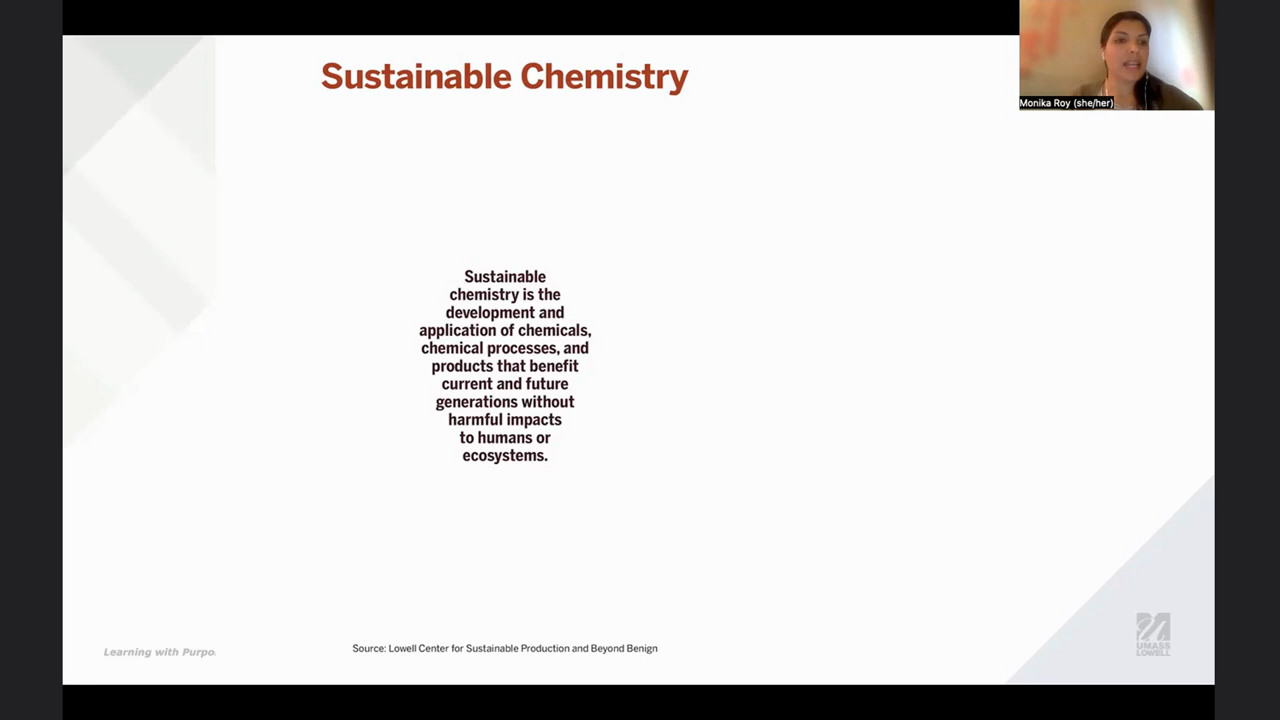 Sustainable Chemistry
Monika Roy (she/her)
Sustainable
chemistry is the
development and
application of chemicals,
chemical processes, and
products that benefit
current and future
generations without
harmful impacts
to humans or
ecosystems.
Learning with Purpo
Source: Lowell Center for Sustainable Production and Beyond Benign
UMASS
LOWELL